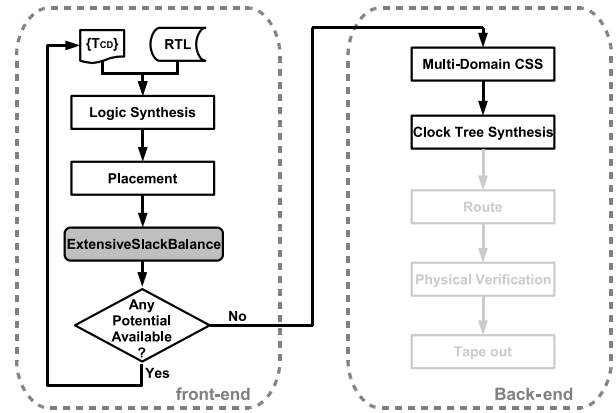 {TCD}
RTL
Logic Synthesis
Placement
ExtensiveSlackBalance
Any
Potential
Available
?
No
Yes
front-end
Multi-Domain CSS
Clock Tree Synthesis
Route
Physical Verification
Tape out
Back-end